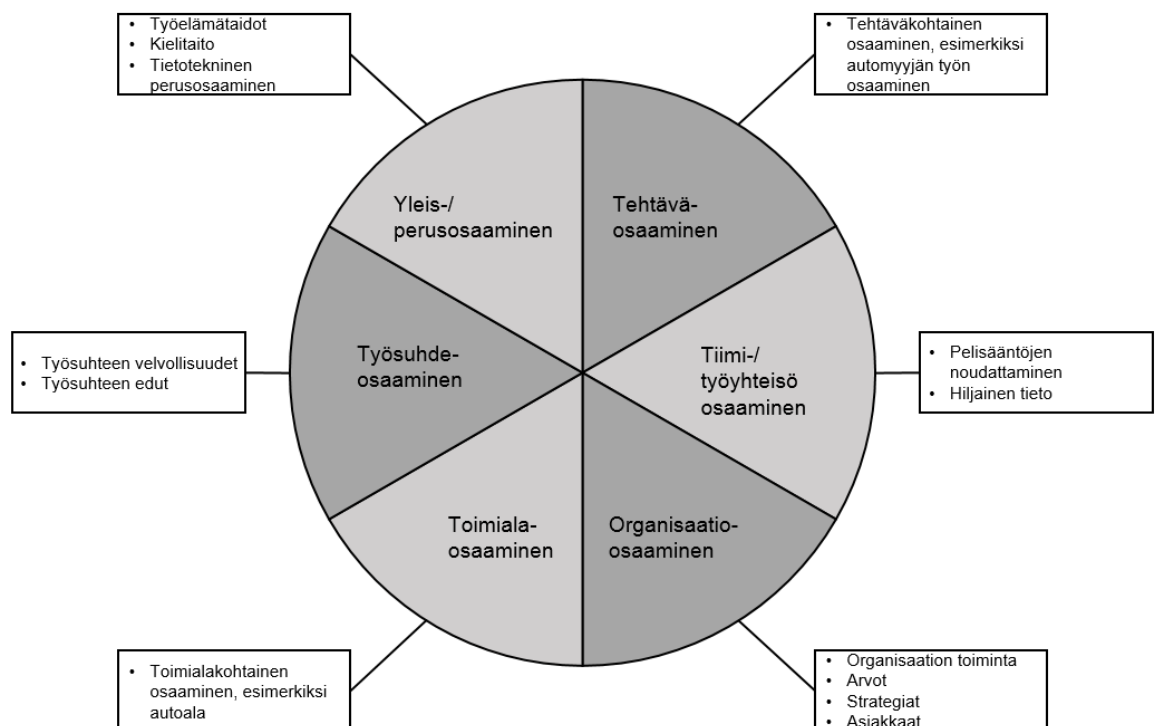 • Työelämätaidot
• Kielitaito
• Tietotekninen
perusosaaminen
• Tehtäväkohtainen
osaaminen, esimerkiksi
automyyjän työn
osaaminen
Yleis-/
perusosaaminen
Tehtävä-
osaaminen
• Työsuhteen velvollisuudet
• Työsuhteen edut
Työsuhde-
osaaminen
Tiimi-/
työyhteisö
osaaminen
• Pelisääntöjen
noudattaminen
• Hiljainen tieto
Toimiala-
osaaminen
Organisaatio-
osaaminen
• Toimialakohtainen
osaaminen, esimerkiksi
autoala
• Organisaation toiminta
• Arvot
• Strategiat
• Asiakkaat